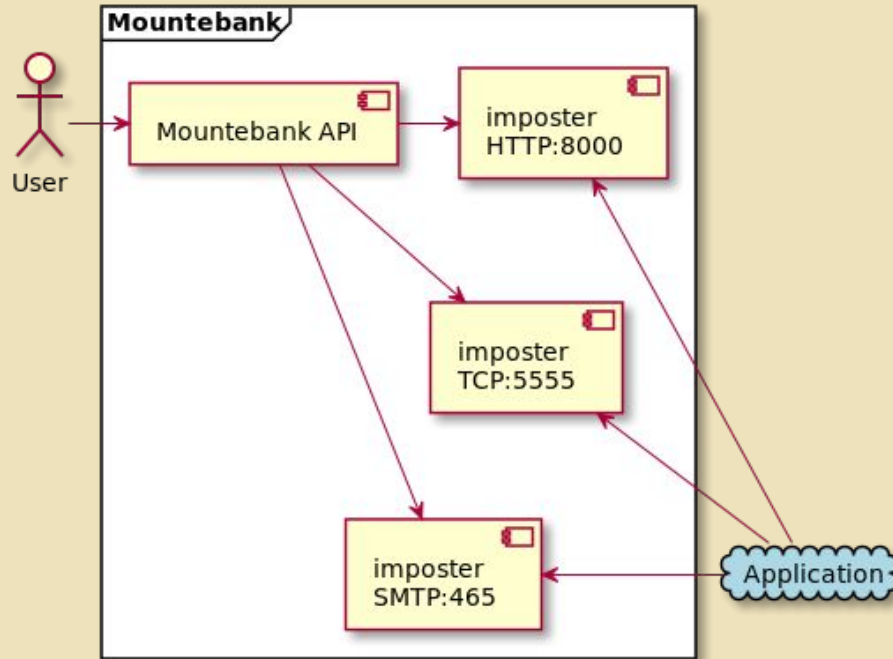 Mountebank
Mountebank API
imposter
HTTP:8000
User
imposter
TCP:5555
imposter
SMTP:465
Application